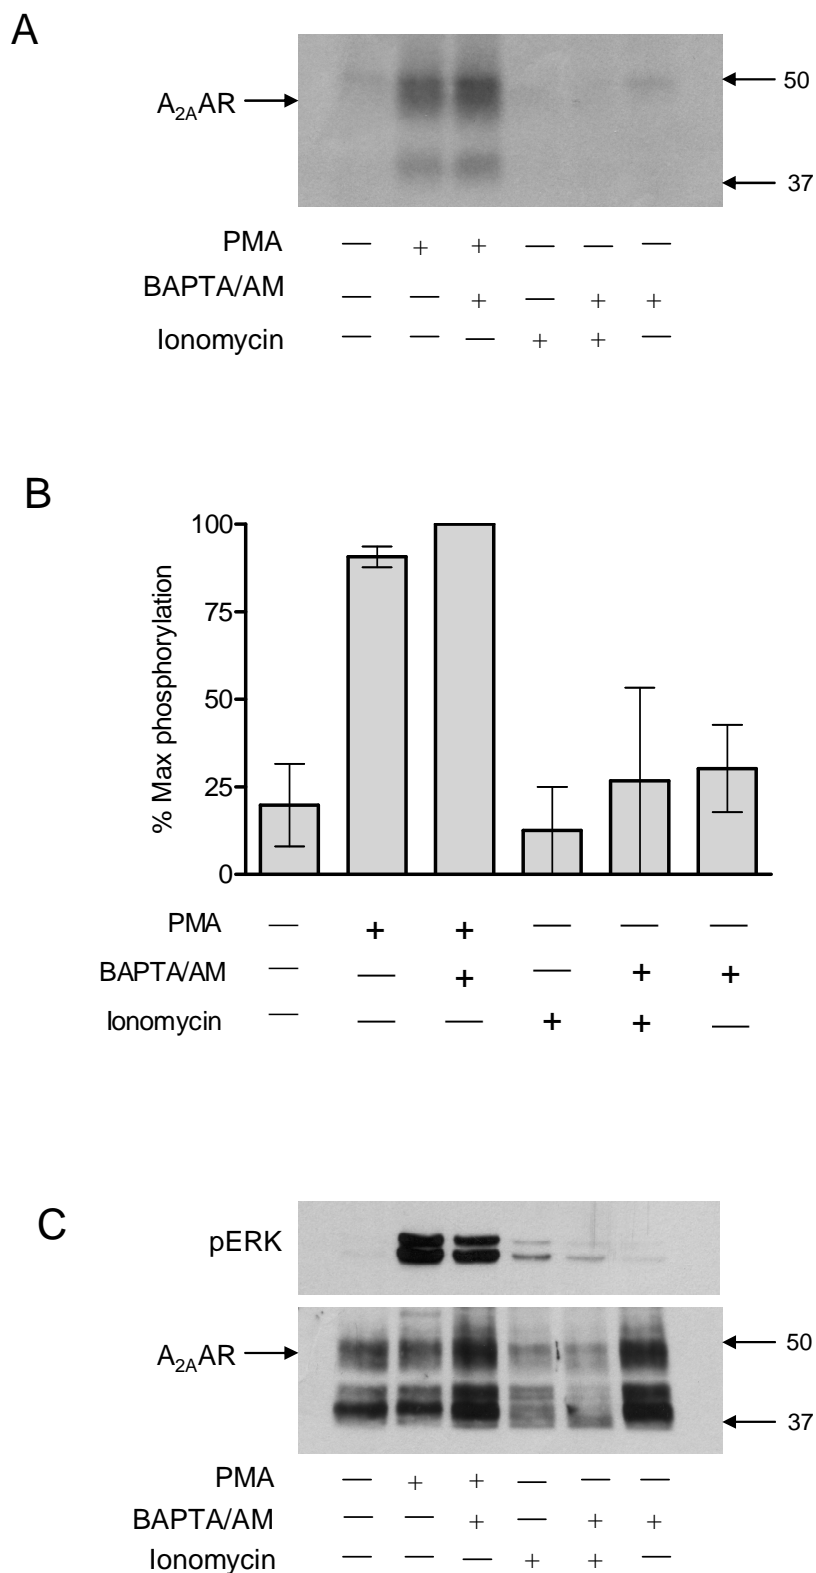 A
A2AAR
50
37
PMA — + + — — —
BAPTA/AM — — + — + +
Ionomycin — — — + + —
B
% Max phosphorylation
100
75
50
25
0
PMA — + + — — —
BAPTA/AM — — + — + +
Ionomycin — — — + + —
C
pERK
A2AAR
50
37
PMA — + + — — —
BAPTA/AM — — + — + +
Ionomycin — — — + + —